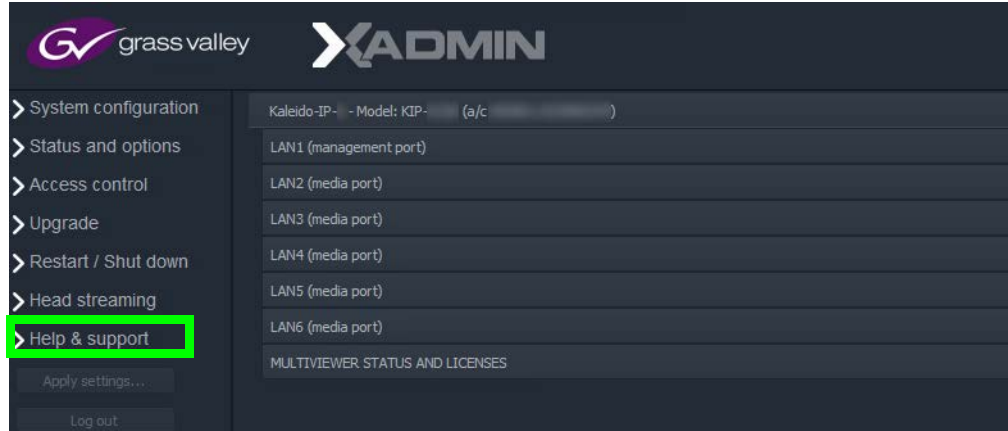 GV grass valley XADMIN
System configuration
Status and options
Access control
Upgrade
Restart / Shut down
Head streaming
Help & support
Apply settings...
Log out
Kaleido-IP- - Model: KIP- (a/c )
LAN1 (management port)
LAN2 (media port)
LAN3 (media port)
LAN4 (media port)
LAN5 (media port)
LAN6 (media port)
MULTIVIEWER STATUS AND LICENSES